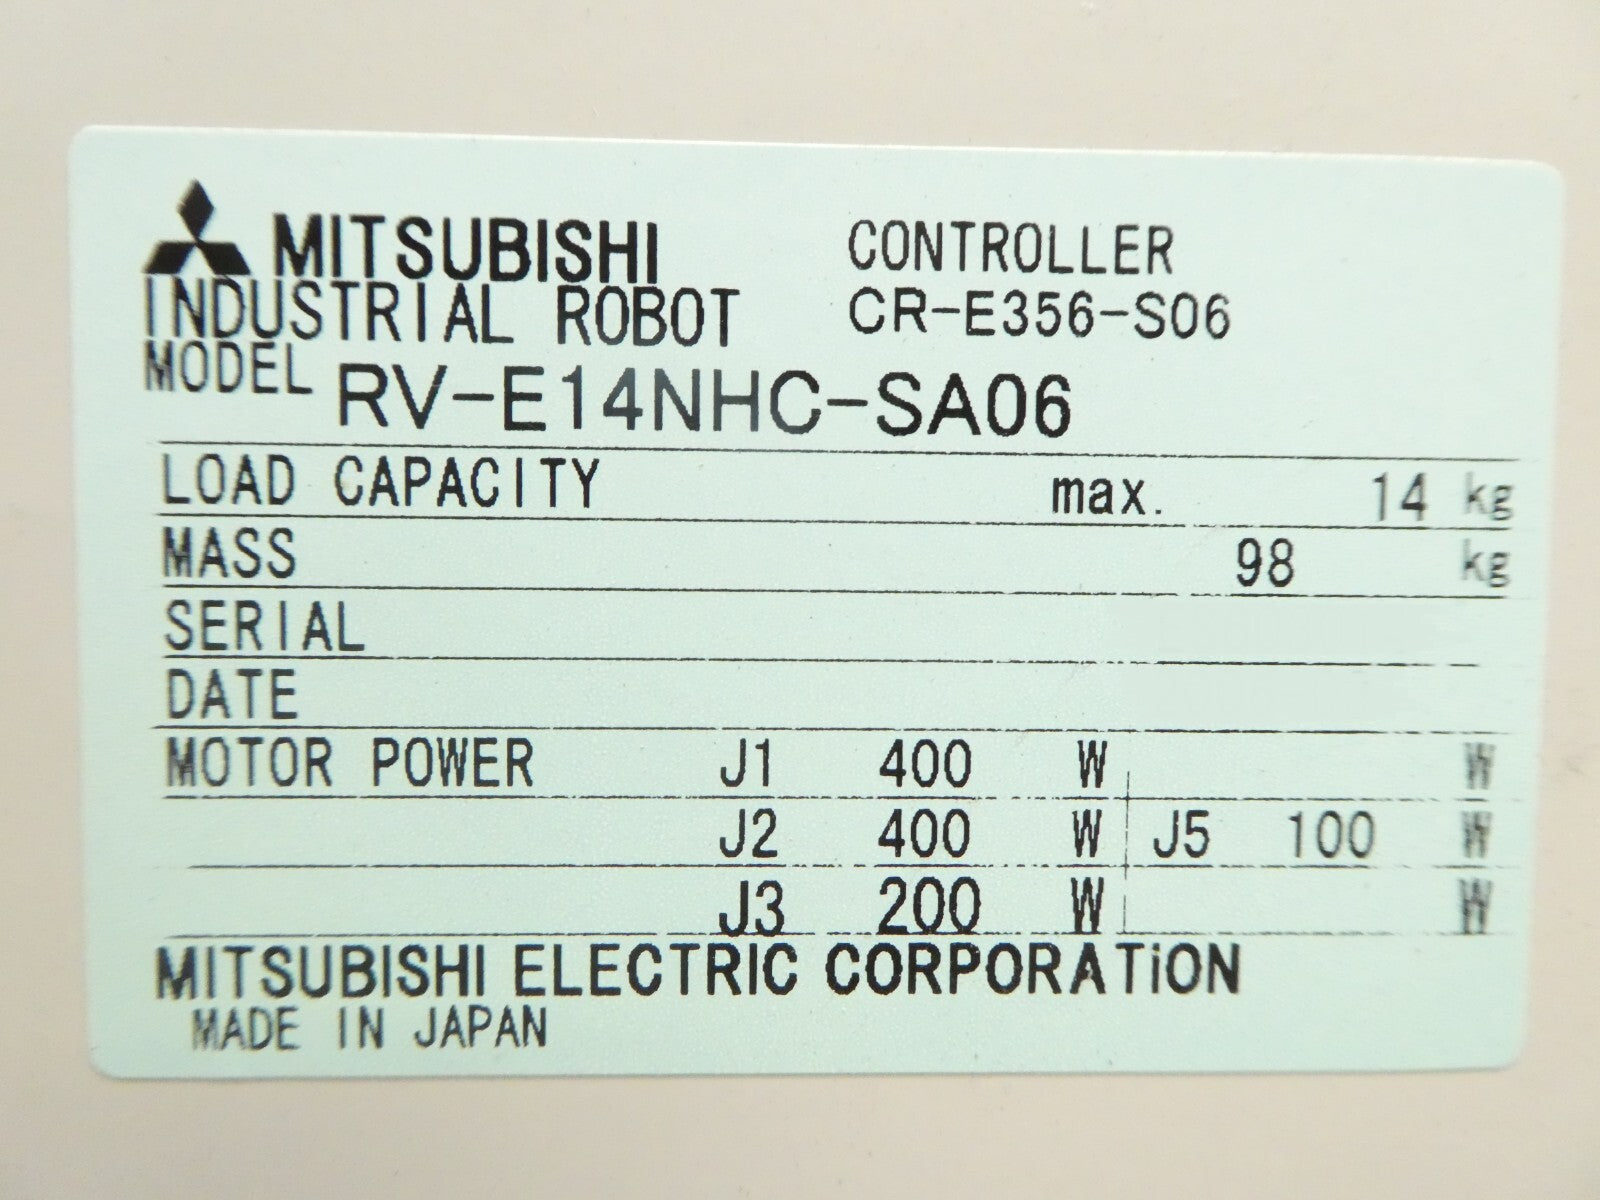 MITSUBISHI CONTROLLER
INDUSTRIAL ROBOT CR-E356-S06
MODEL RV-E14NHC-SA06
LOAD CAPACITY max. 14 kg
MASS 98 kg
SERIAL
DATE
MOTOR POWER J1 400 W W
J2 400 W J5 100 W
J3 200 W W
MITSUBISHI ELECTRIC CORPORATiON
MADE IN JAPAN